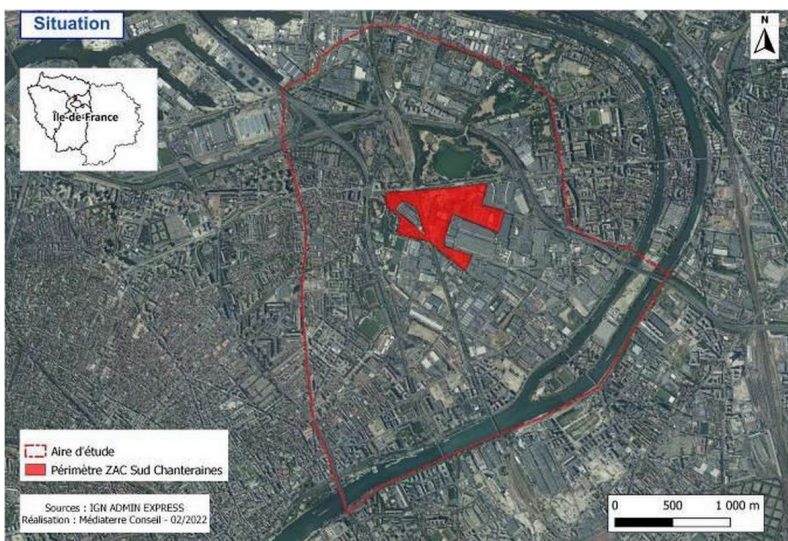 Situation
N
Île-de-France
Aire d'étude
Périmètre ZAC Sud Chanteraines
Sources : IGN ADMIN EXPRESS
Réalisation : Médiaterre Conseil - 02/2022
0 500 1 000 m